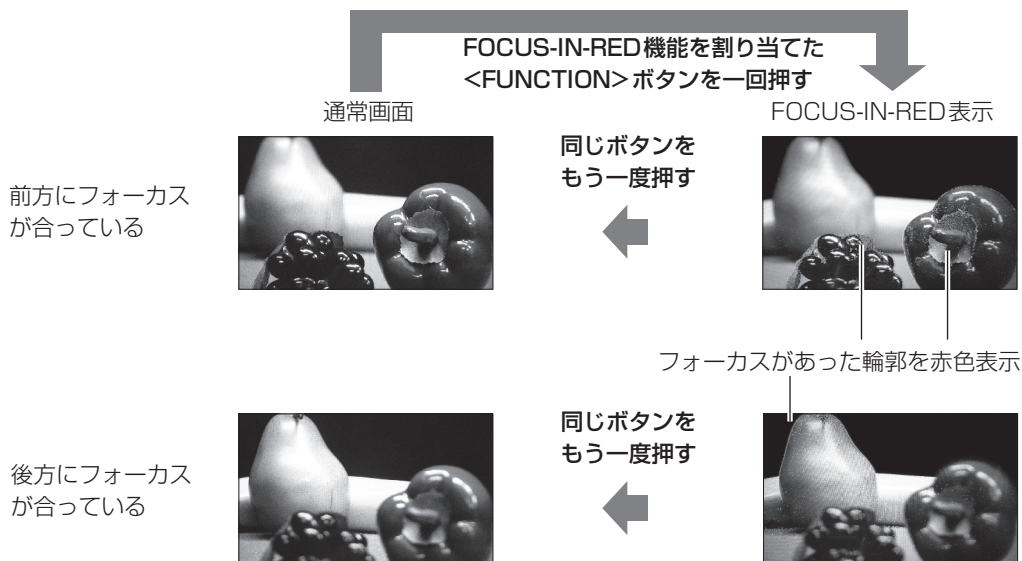 FOCUS-IN-RED機能を割り当てた
<FUNCTION>ボタンを一回押す
通常画面
FOCUS-IN-RED表示
前方にフォーカス
が合っている
同じボタンを
もう一度押す
フォーカスがあった輪郭を赤色表示
後方にフォーカス
が合っている
同じボタンを
もう一度押す